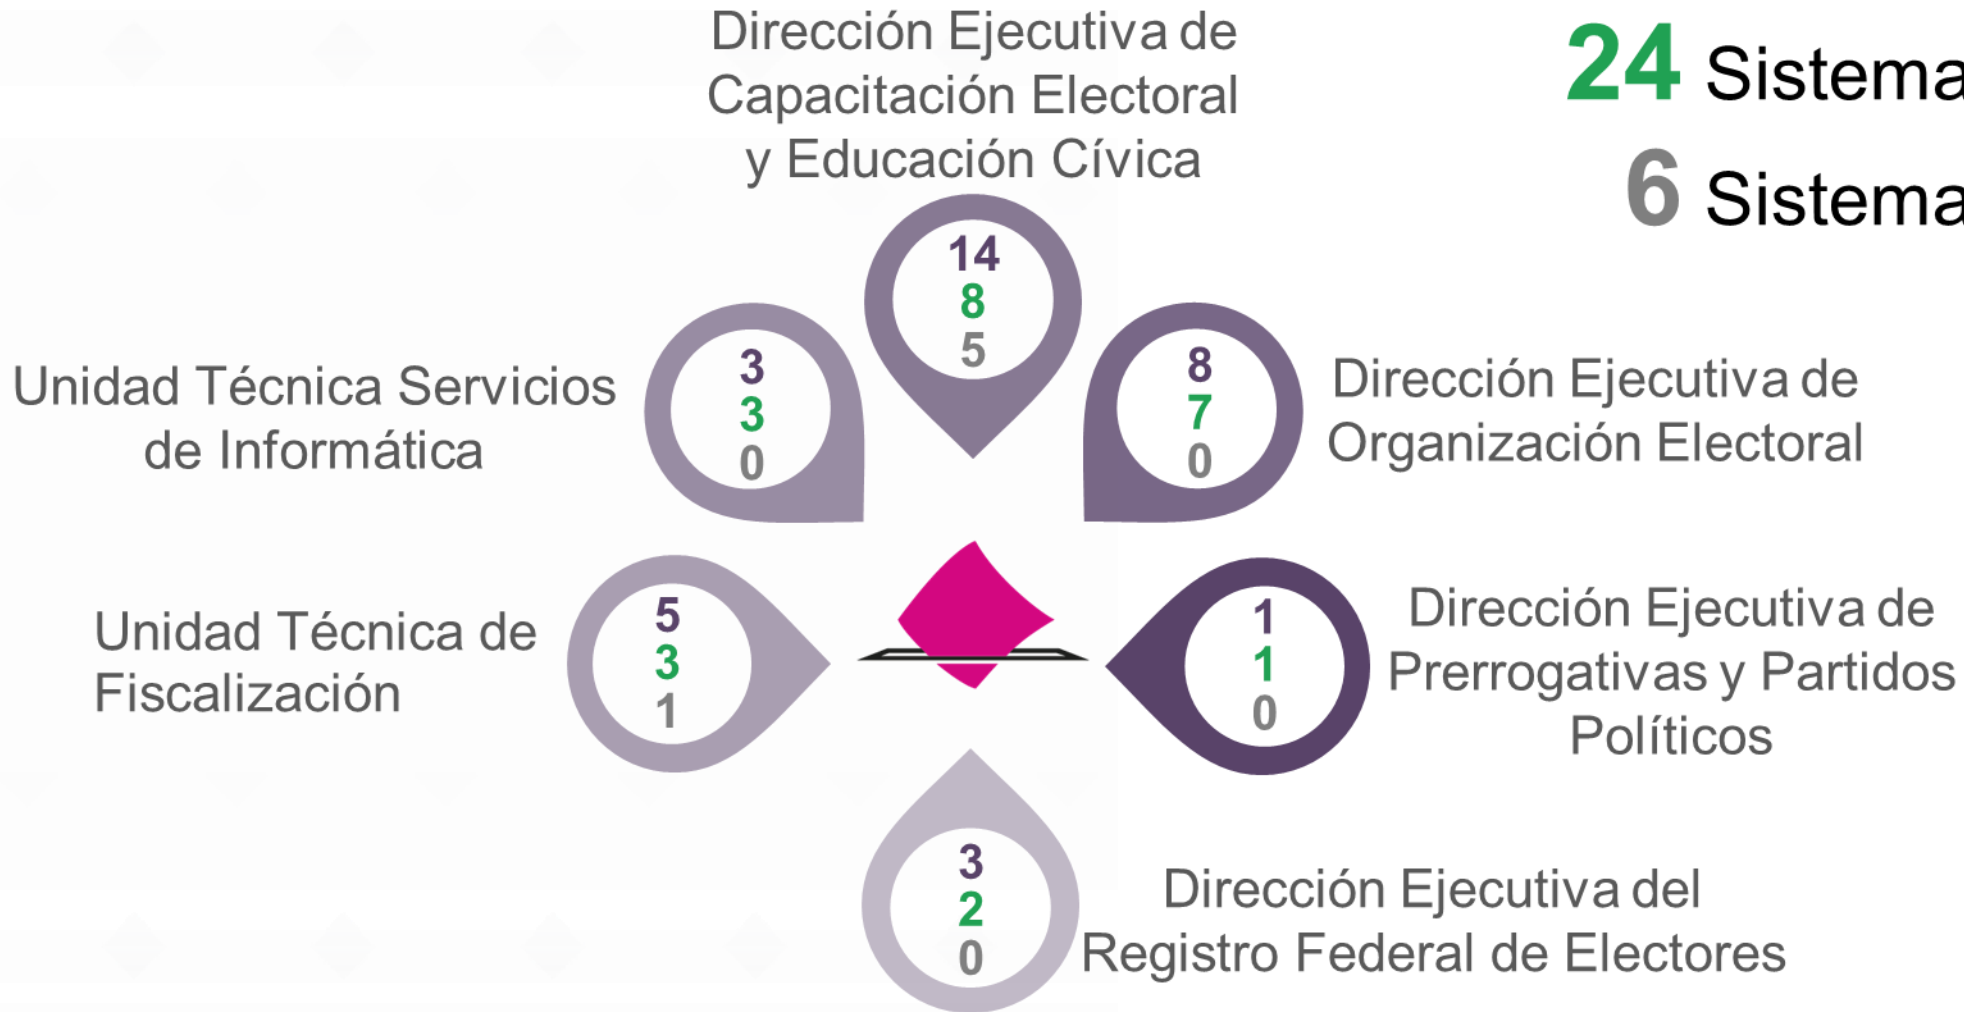 Dirección Ejecutiva de
Capacitación Electoral
y Educación Cívica
24 Sistema
6 Sistema
14
8
5
Unidad Técnica Servicios
de Informática
3
3
0
8
7
0
Dirección Ejecutiva de
Organización Electoral
Unidad Técnica de
Fiscalización
5
3
1
1
1
0
Dirección Ejecutiva de
Prerrogativas y Partidos
Políticos
3
2
0
Dirección Ejecutiva del
Registro Federal de Electores